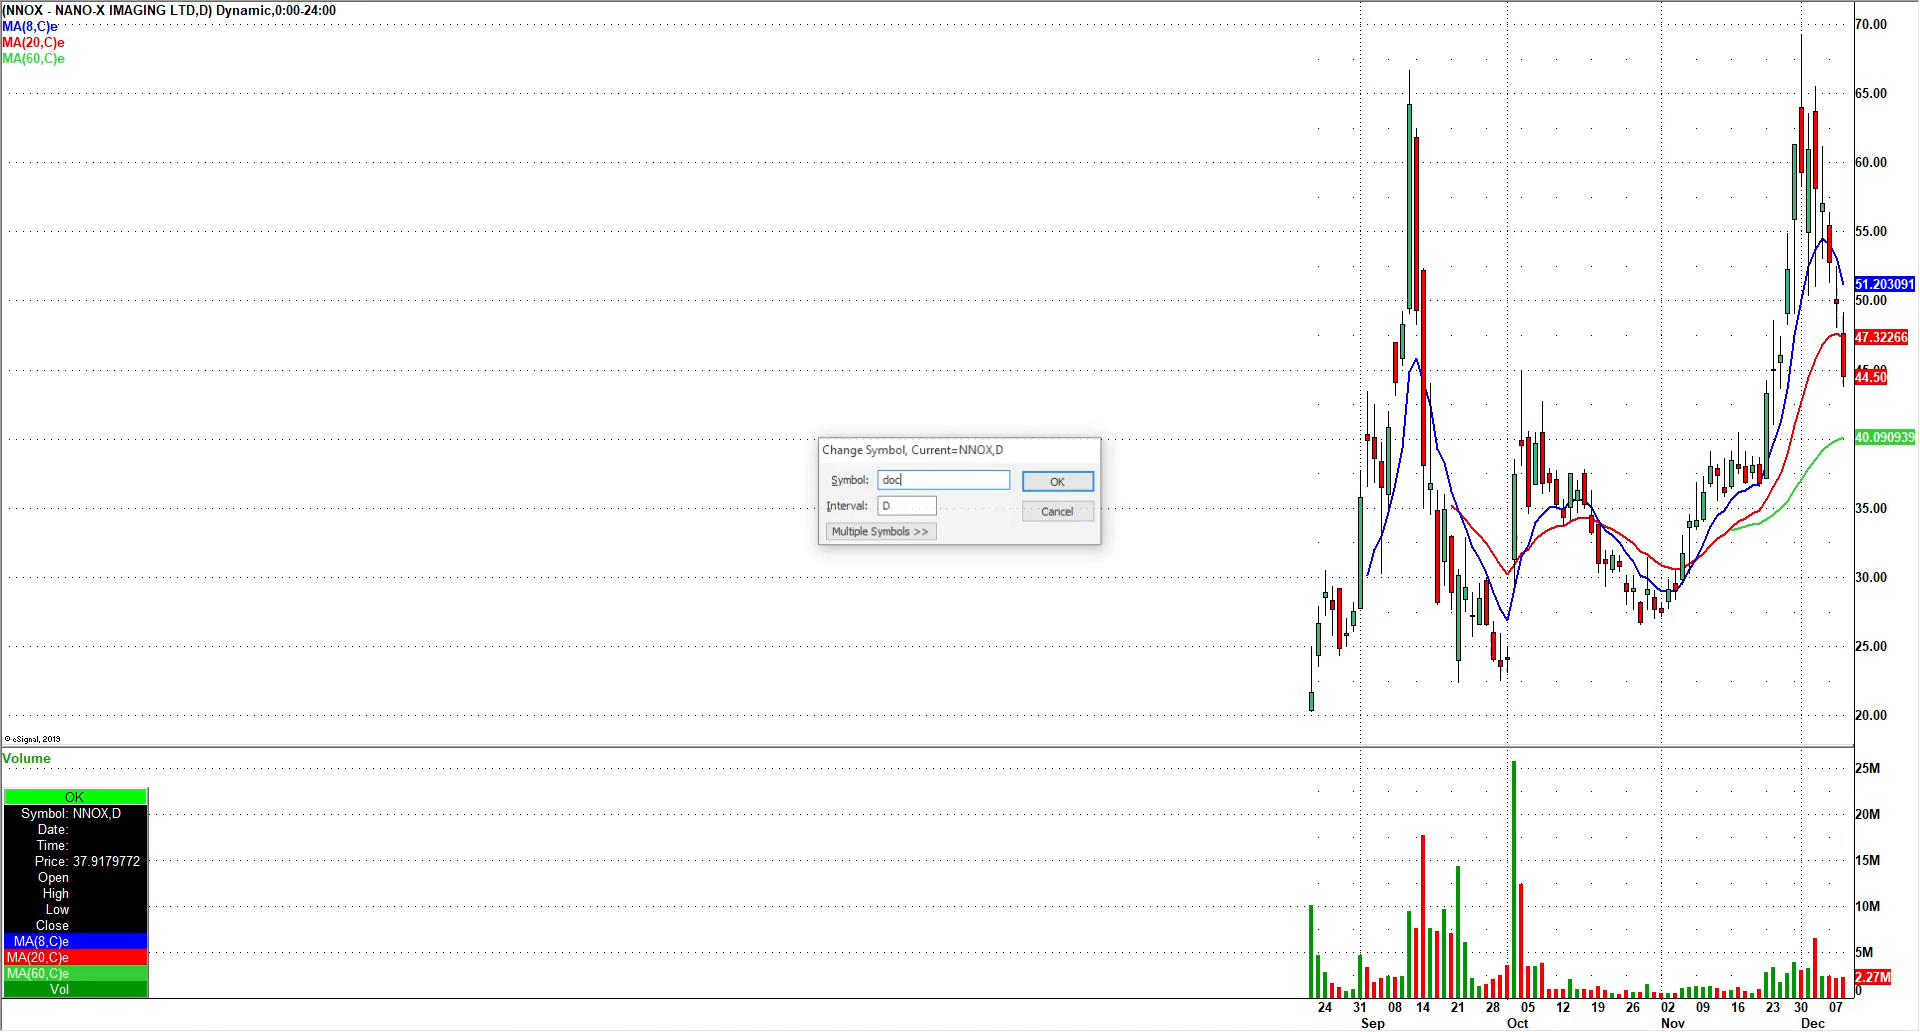 (NNOX - NANO-X IMAGING LTD,D) Dynamic,0:00-24:00
MA(8,C)e
MA(20,C)e
MA(60,C)e
70.00
65.00
60.00
55.00
51.203091
50.00
47.32266
44.50
40.090939
35.00
30.00
25.00
20.00
Change Symbol, Current=NNOX,D
Symbol: doc
OK
Interval: D
Cancel
Multiple Symbols >>
© eSignal, 2019
Volume
25M
20M
15M
10M
5M
2.27M
0
OK
Symbol: NNOX,D
Date:
Time:
Price: 37.9179772
Open
High
Low
Close
MA(8,C)e
MA(20,C)e
MA(60,C)e
Vol
24 31 08 14 21 28 05 12 19 26 02 09 16 23 30 07
Sep Oct Nov Dec